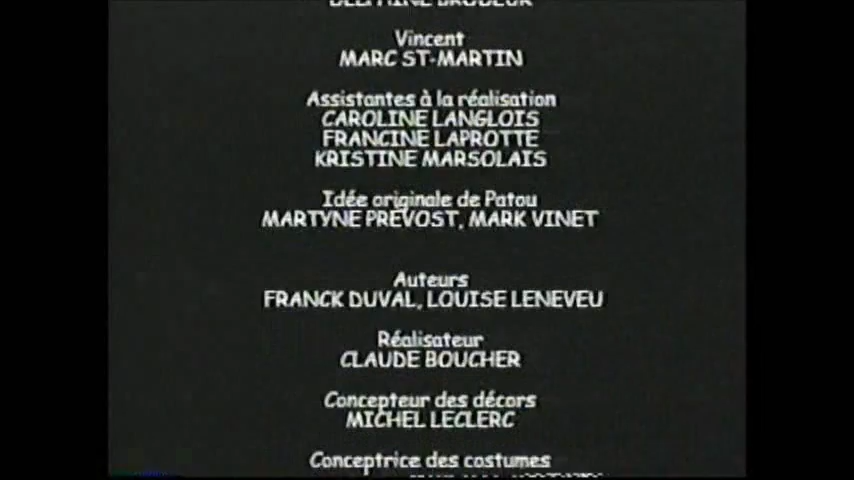 Vincent
MARC ST-MARTIN
Assistantes à la réalisation
CAROLINE LANGLOIS
FRANCINE LAPROTTE
KRISTINE MARSOLAIS
Idée originale de Patou
MARTYNE PRÉVOST, MARK VINET
Auteurs
FRANCK DUVAL, LOUISE LENEVEU
Réalisateur
CLAUDE BOUCHER
Concepteur des décors
MICHEL LECLERC
Conceptrice des costumes